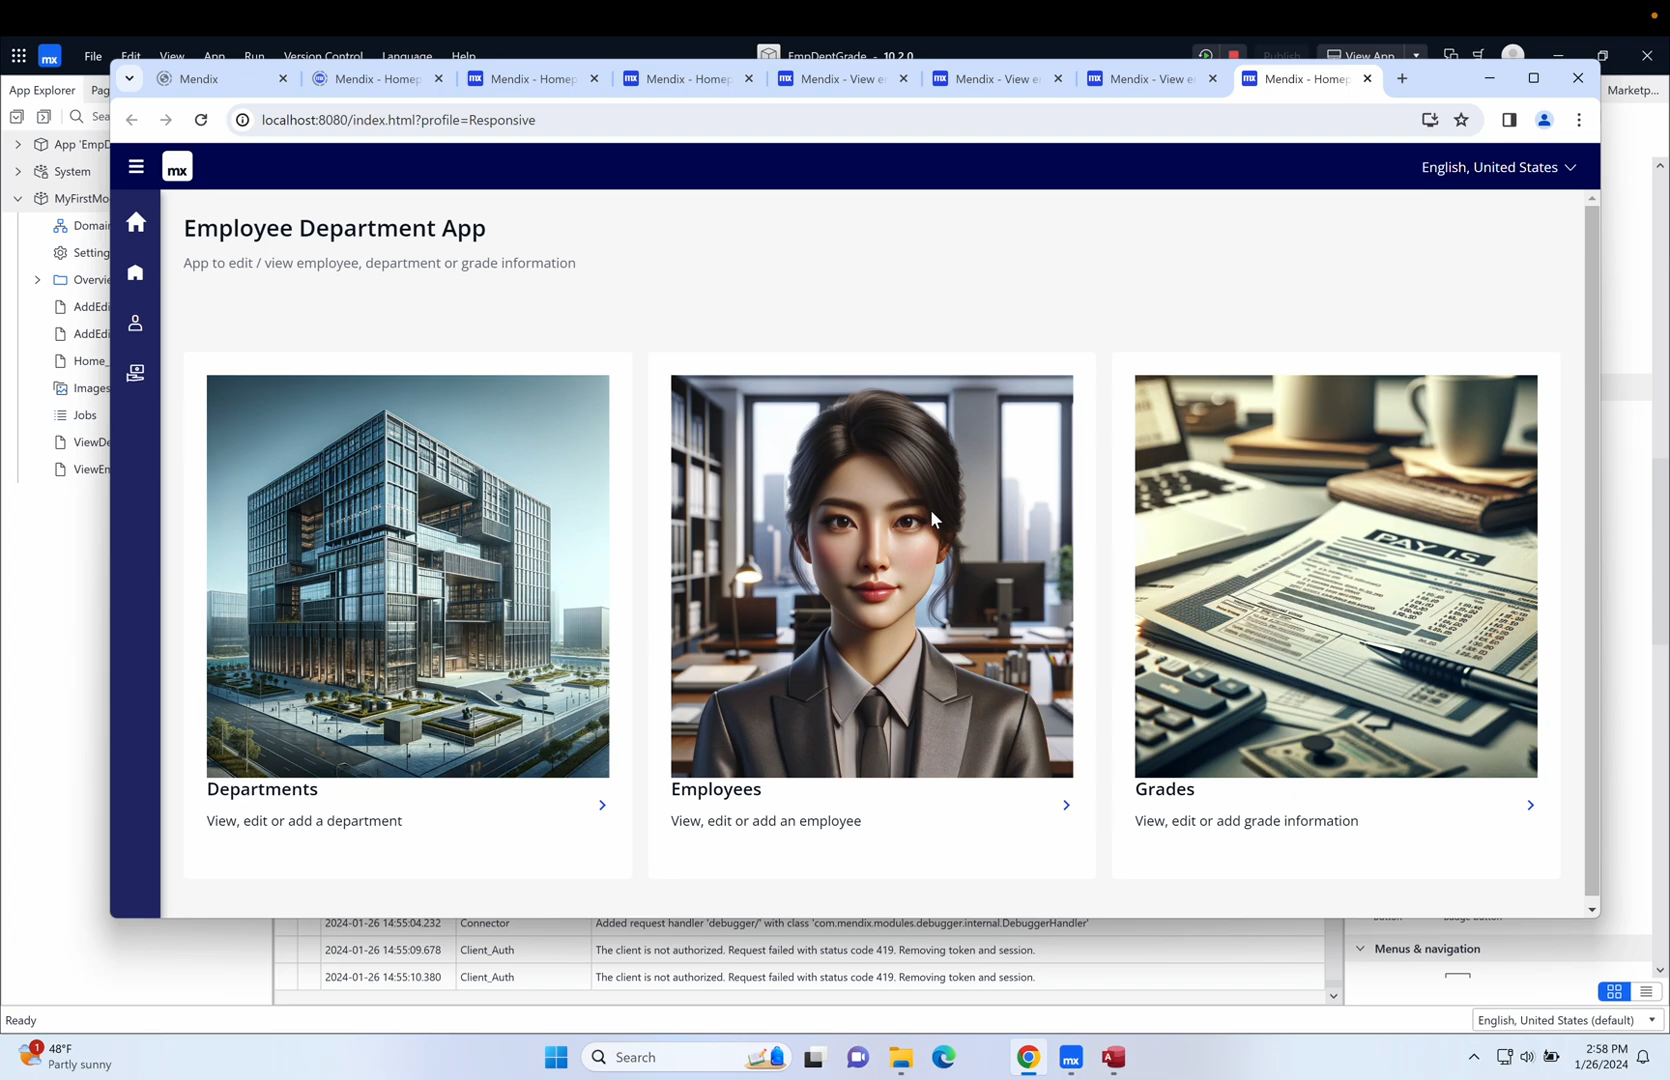 mx
File Edit View App Run Version Control Language Help
EmpDeptGrade - 10.2.0
Publish
View App
App Explorer
Pag
Marketp...
Sea
App 'EmpD
System
MyFirstMo
Domain
Setting
Overvie
AddEdi
AddEdi
Home_
Images
Jobs
ViewDe
ViewEm
Mendix
Mendix - Homep
Mendix - Homep
Mendix - Homep
Mendix - View e
Mendix - View e
Mendix - View e
Mendix - Homep
localhost:8080/index.html?profile=Responsive
mx
English, United States
Employee Department App
App to edit / view employee, department or grade information
PAY IS
Departments
View, edit or add a department
Employees
View, edit or add an employee
Grades
View, edit or add grade information
2024-01-26 14:55:04.232 Connector Added request handler 'debugger/' with class 'com.mendix.modules.debugger.internal.DebuggerHandler'
2024-01-26 14:55:09.678 Client_Auth The client is not authorized. Request failed with status code 419. Removing token and session.
2024-01-26 14:55:10.380 Client_Auth The client is not authorized. Request failed with status code 419. Removing token and session.
Menus & navigation
Ready
English, United States (default)
1
48°F
Partly sunny
Search
mx
2:58 PM
1/26/2024